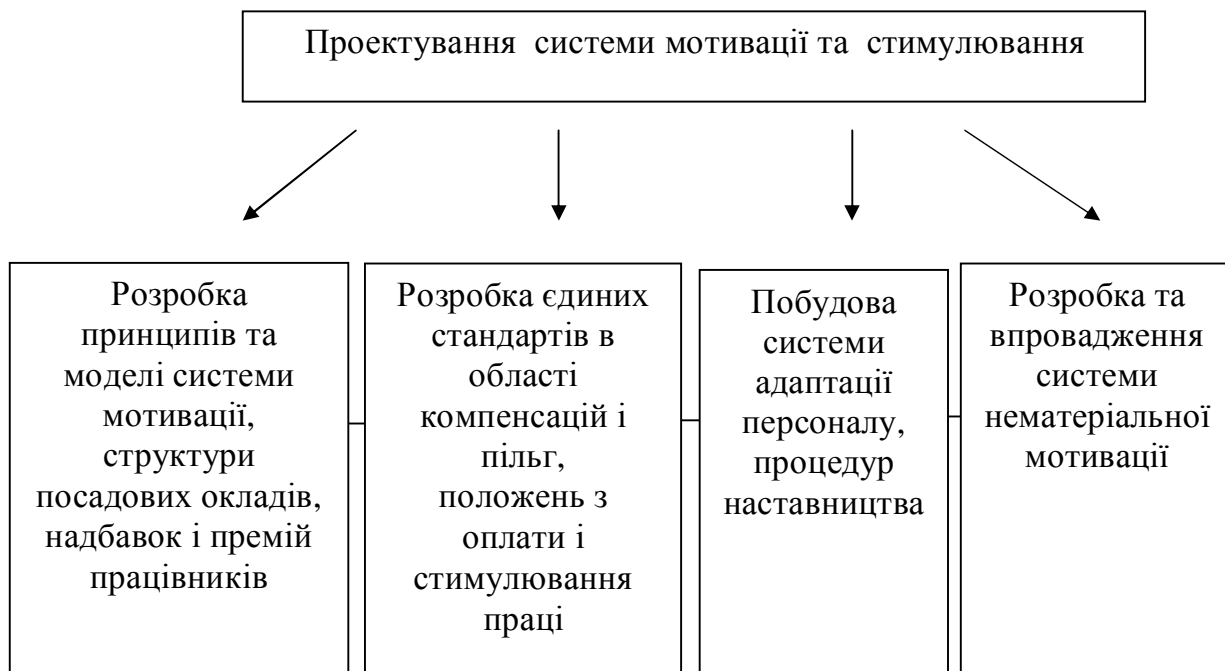 Проектування системи мотивації та стимулювання
Розробка
принципів та
моделі системи
мотивації,
структури
посадових окладів,
надбавок і премій
працівників
Розробка єдиних
стандартів в
області
компенсацій і
пільг,
положень з
оплати і
стимулювання
праці
Побудова
системи
адаптації
персоналу,
процедур
наставництва
Розробка та
впровадження
системи
нематеріальної
мотивації